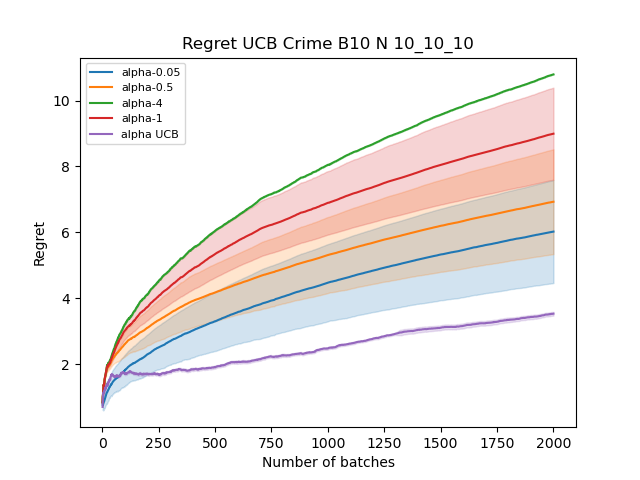 Regret UCB Crime B10 N 10_10_10
alpha-0.05
alpha-0.5
alpha-4
alpha-1
alpha UCB
10
8
6
4
2
Regret
0 250 500 750 1000 1250 1500 1750 2000
Number of batches